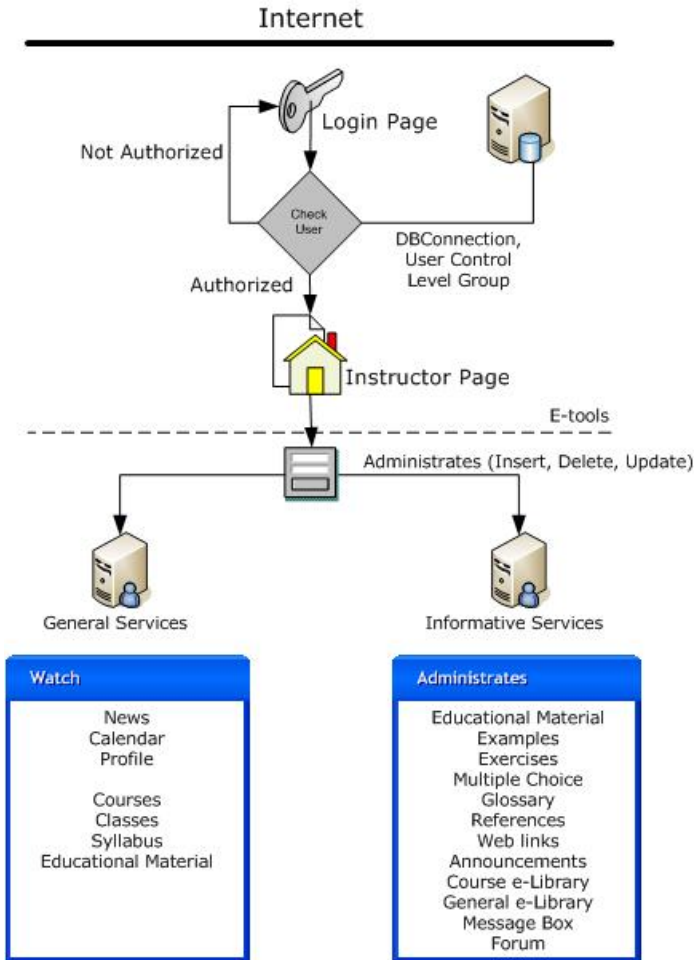 Internet
Login Page
Not Authorized
Check
User
DBConnection,
User Control
Level Group
Authorized
Instructor Page
E-tools
Administrates (Insert, Delete, Update)
General Services
Informative Services
Watch
News
Calendar
Profile
Courses
Classes
Syllabus
Educational Material
Administrates
Educational Material
Examples
Exercises
Multiple Choice
Glossary
References
Web links
Announcements
Course e-Library
General e-Library
Message Box
Forum